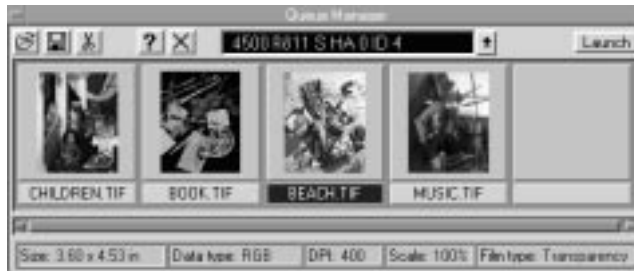 Queue Manager
? 4500 R811 S HA 0 ID 4 Launch
CHILDREN.TIF BOOK.TIF BEACH.TIF MUSIC.TIF
Size: 3.60 x 4.53 in Data type: RGB DPI: 400 Scale: 100% Film type: Transparency